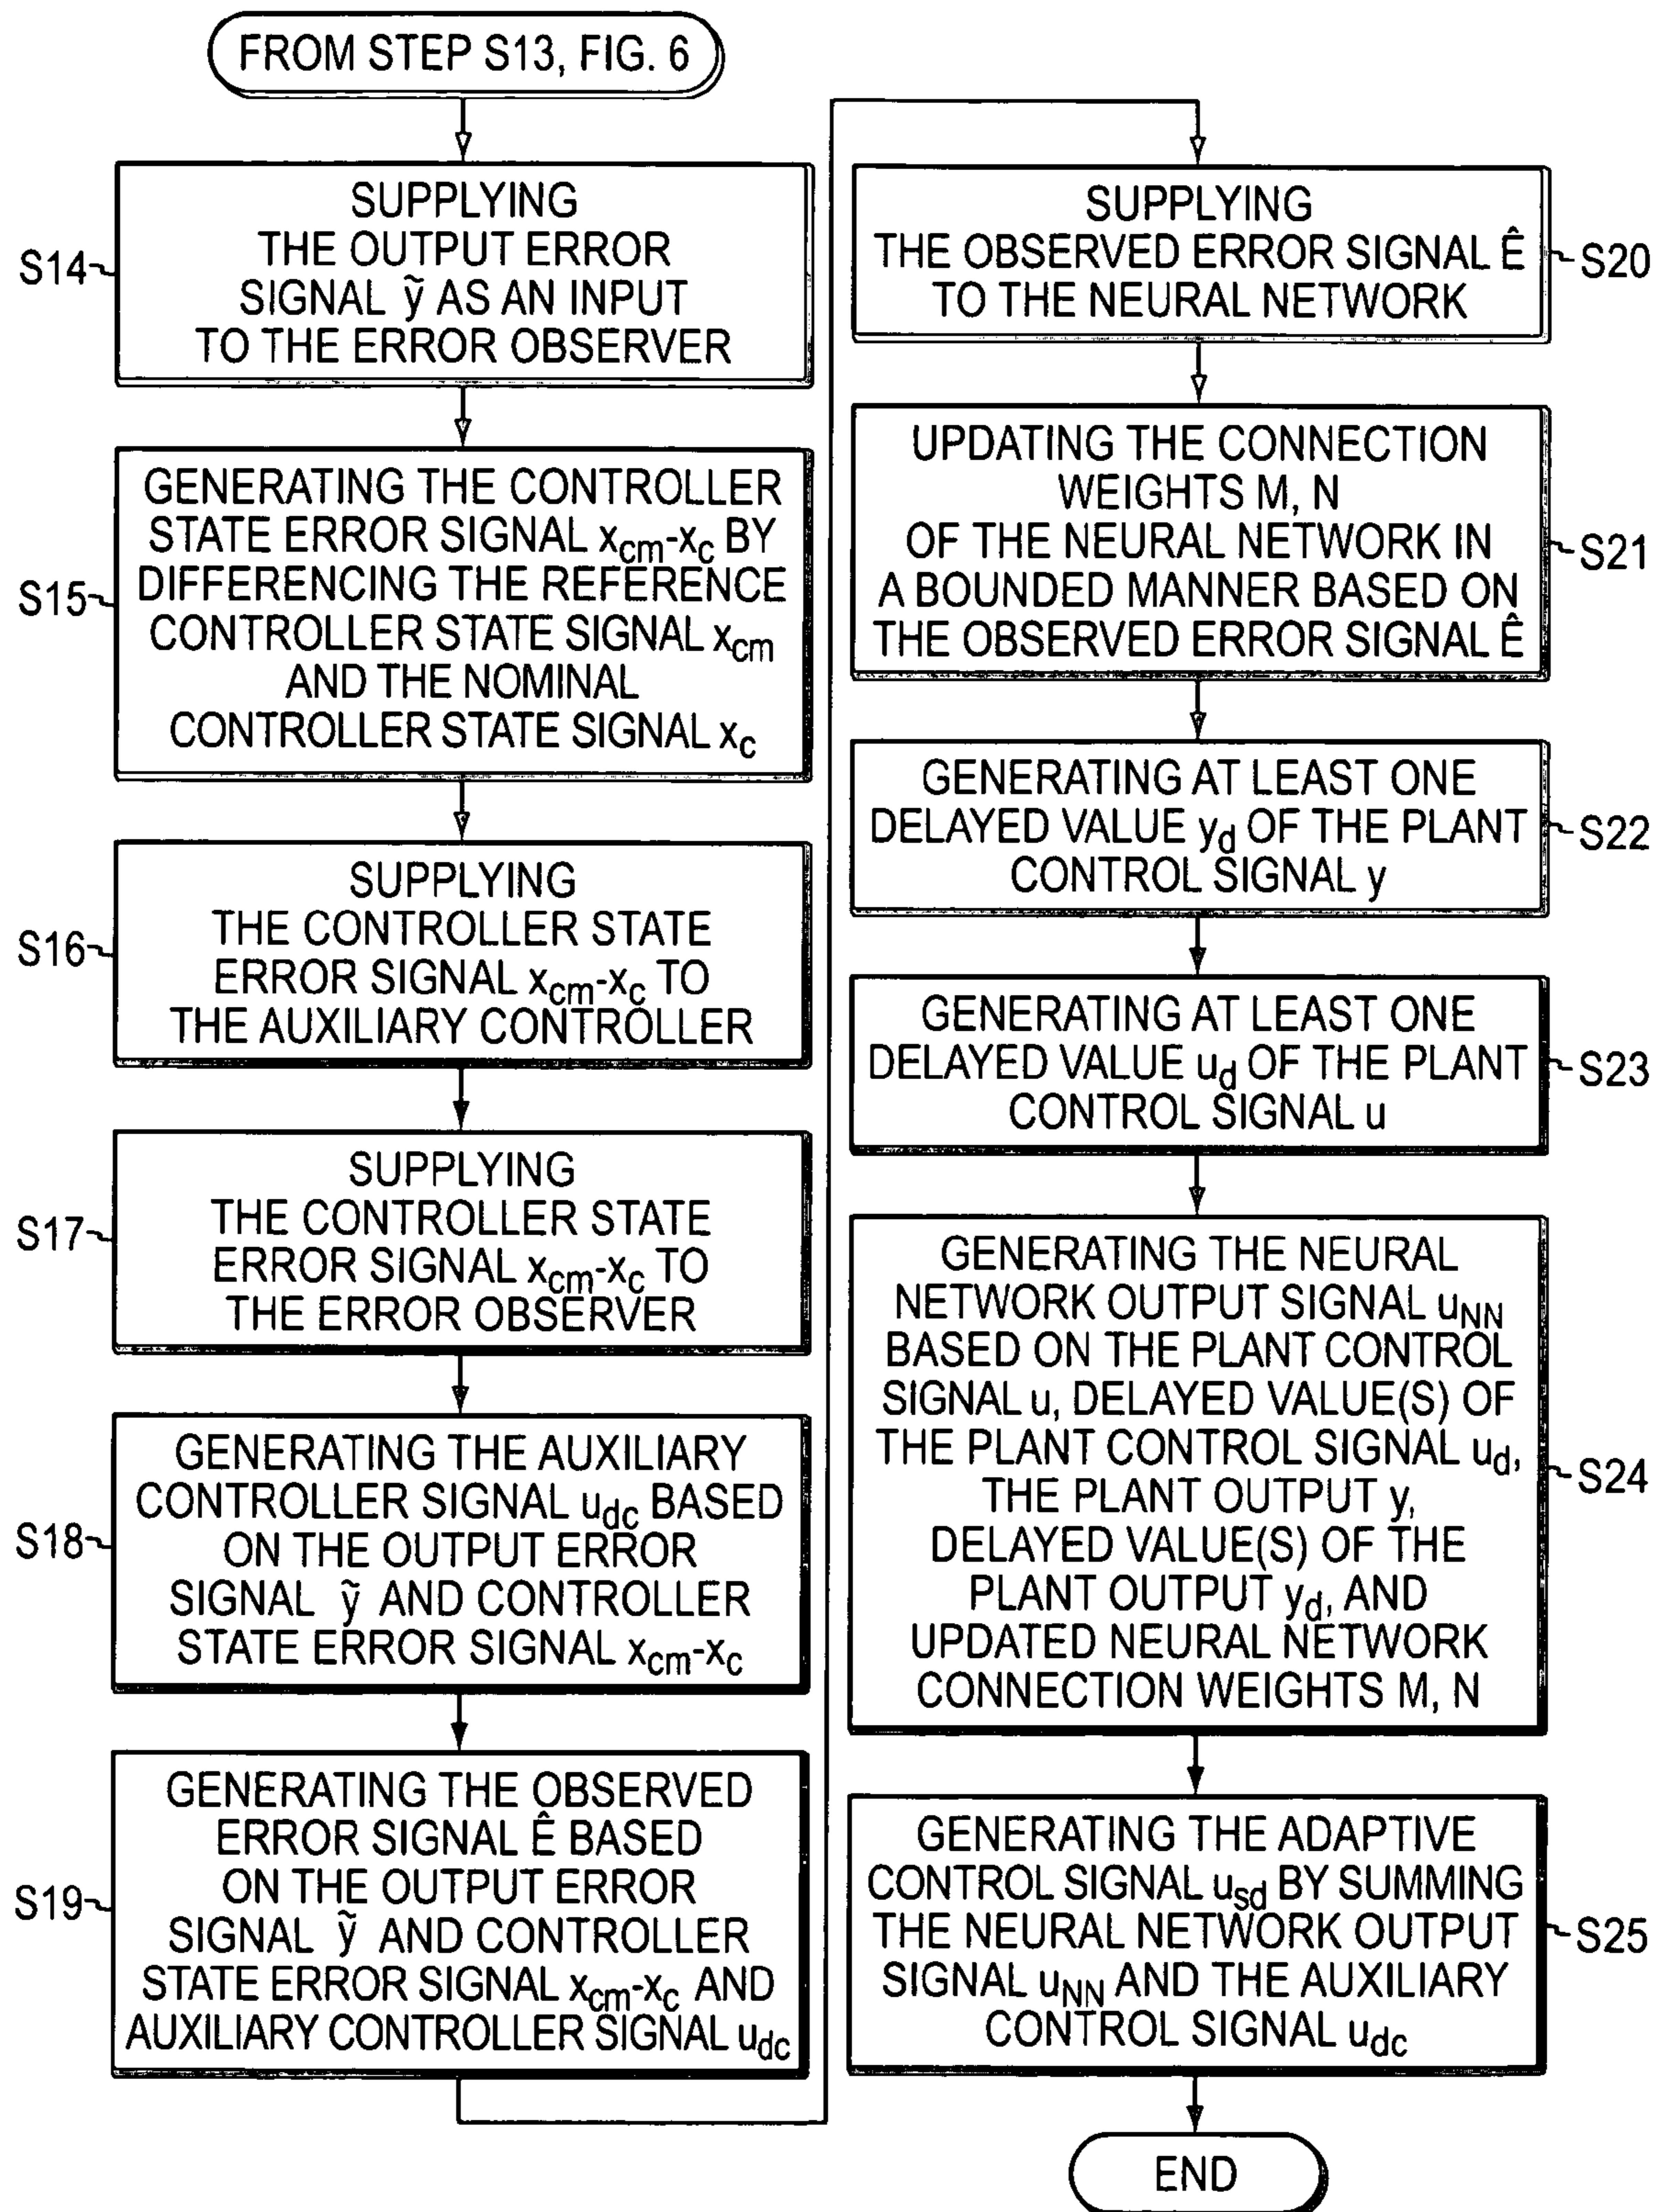 FROM STEP S13, FIG. 6
S14
SUPPLYING
THE OUTPUT ERROR
SIGNAL ỹ AS AN INPUT
TO THE ERROR OBSERVER
S15
GENERATING THE CONTROLLER
STATE ERROR SIGNAL xcm-xc BY
DIFFERENCING THE REFERENCE
CONTROLLER STATE SIGNAL xcm
AND THE NOMINAL
CONTROLLER STATE SIGNAL xc
S16
SUPPLYING
THE CONTROLLER STATE
ERROR SIGNAL xcm-xc TO
THE AUXILIARY CONTROLLER
S17
SUPPLYING
THE CONTROLLER STATE
ERROR SIGNAL xcm-xc TO
THE ERROR OBSERVER
S18
GENERATING THE AUXILIARY
CONTROLLER SIGNAL udc BASED
ON THE OUTPUT ERROR
SIGNAL ỹ AND CONTROLLER
STATE ERROR SIGNAL xcm-xc
S19
GENERATING THE OBSERVED
ERROR SIGNAL Ê BASED
ON THE OUTPUT ERROR
SIGNAL ỹ AND CONTROLLER
STATE ERROR SIGNAL xcm-xc AND
AUXILIARY CONTROLLER SIGNAL udc
SUPPLYING
THE OBSERVED ERROR SIGNAL Ê
TO THE NEURAL NETWORK
S20
UPDATING THE CONNECTION
WEIGHTS M, N
OF THE NEURAL NETWORK IN
A BOUNDED MANNER BASED ON
THE OBSERVED ERROR SIGNAL Ê
S21
GENERATING AT LEAST ONE
DELAYED VALUE yd OF THE PLANT
CONTROL SIGNAL y
S22
GENERATING AT LEAST ONE
DELAYED VALUE ud OF THE PLANT
CONTROL SIGNAL u
S23
GENERATING THE NEURAL
NETWORK OUTPUT SIGNAL uNN
BASED ON THE PLANT CONTROL
SIGNAL u, DELAYED VALUE(S) OF
THE PLANT CONTROL SIGNAL ud,
THE PLANT OUTPUT y,
DELAYED VALUE(S) OF THE
PLANT OUTPUT yd, AND
UPDATED NEURAL NETWORK
CONNECTION WEIGHTS M, N
S24
GENERATING THE ADAPTIVE
CONTROL SIGNAL usd BY SUMMING
THE NEURAL NETWORK OUTPUT
SIGNAL uNN AND THE AUXILIARY
CONTROL SIGNAL udc
S25
END